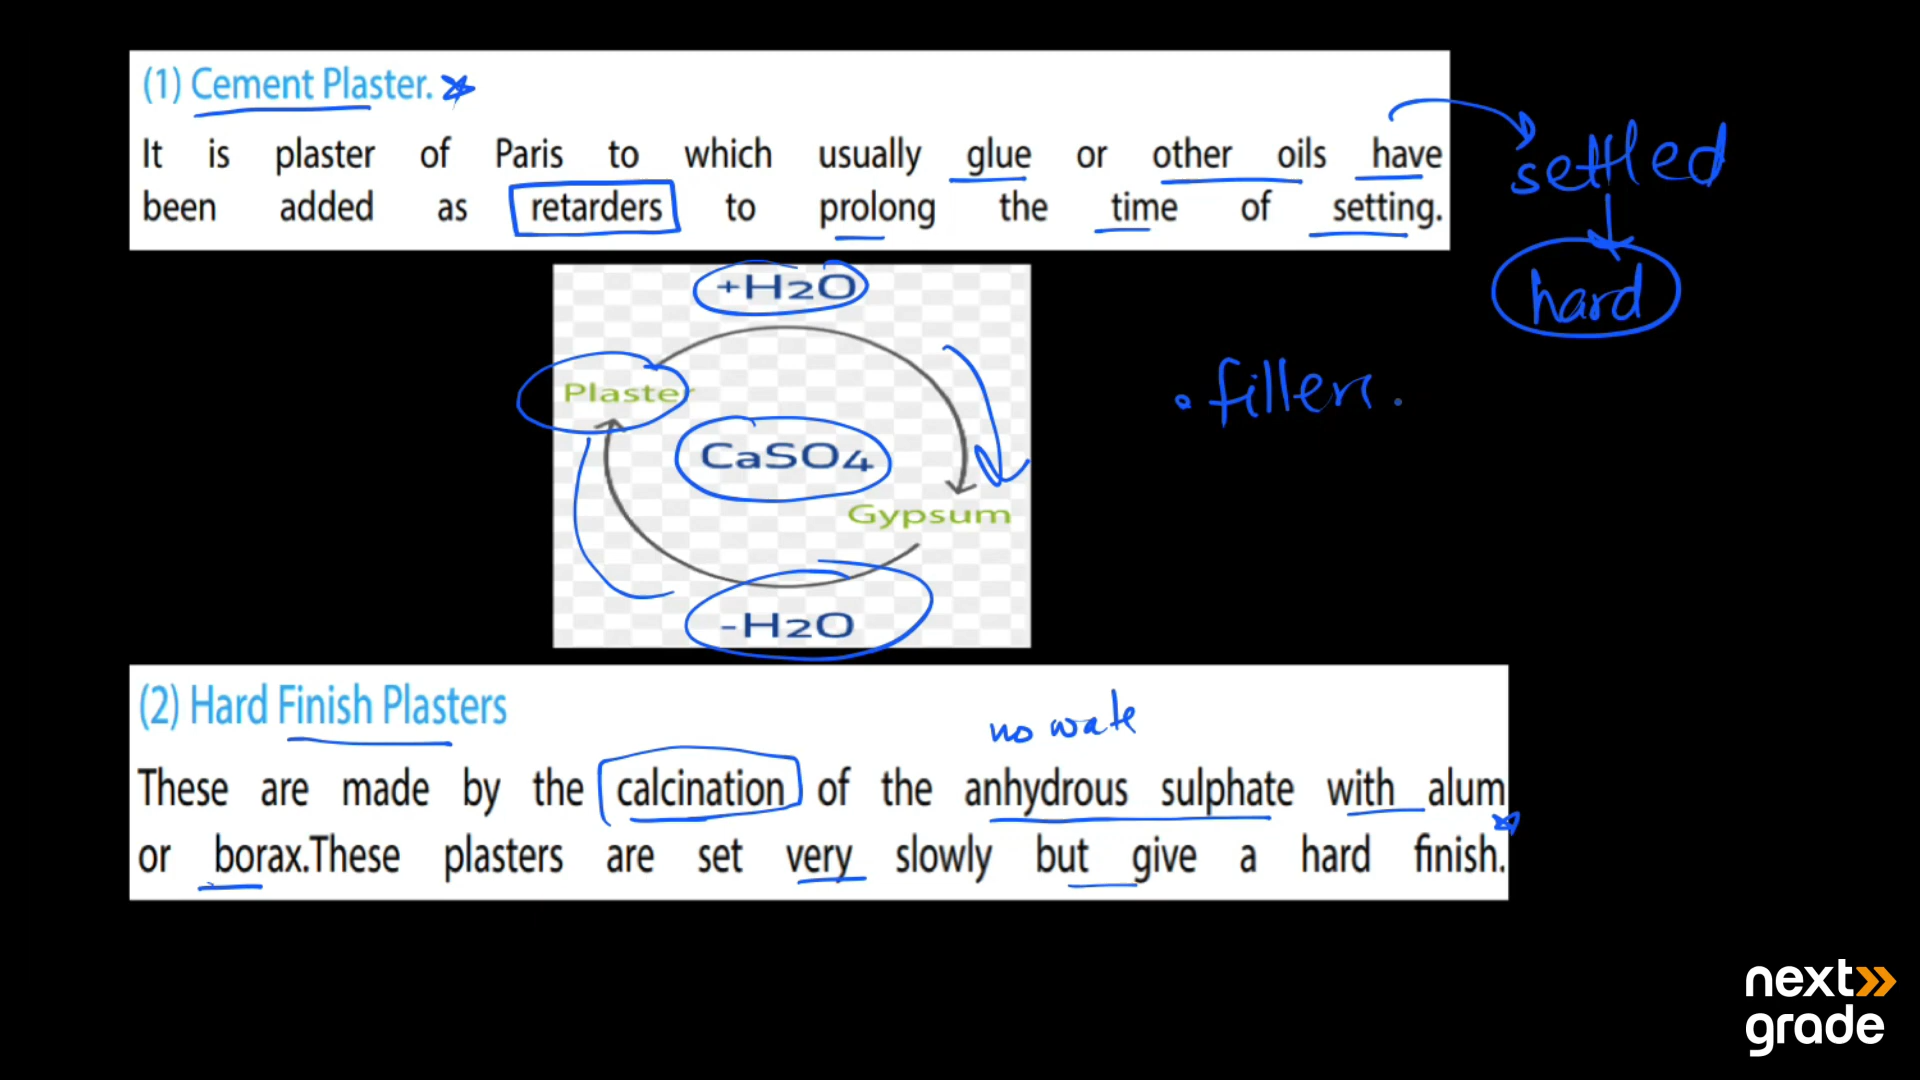 (1) Cement Plaster.
It is plaster of Paris to which usually glue or other oils have
been added as retarders to prolong the time of setting.
settled
hard
+H2O
Plaster
CaSO4
Gypsum
-H2O
. fillers .
(2) Hard Finish Plasters
no wate
These are made by the calcination of the anhydrous sulphate with alum
or borax.These plasters are set very slowly but give a hard finish.
next
grade